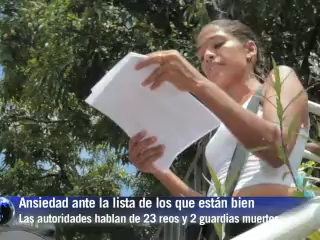 Ansiedad ante la lista de los que están bien
Las autoridades hablan de 23 reos y 2 guardias muertos